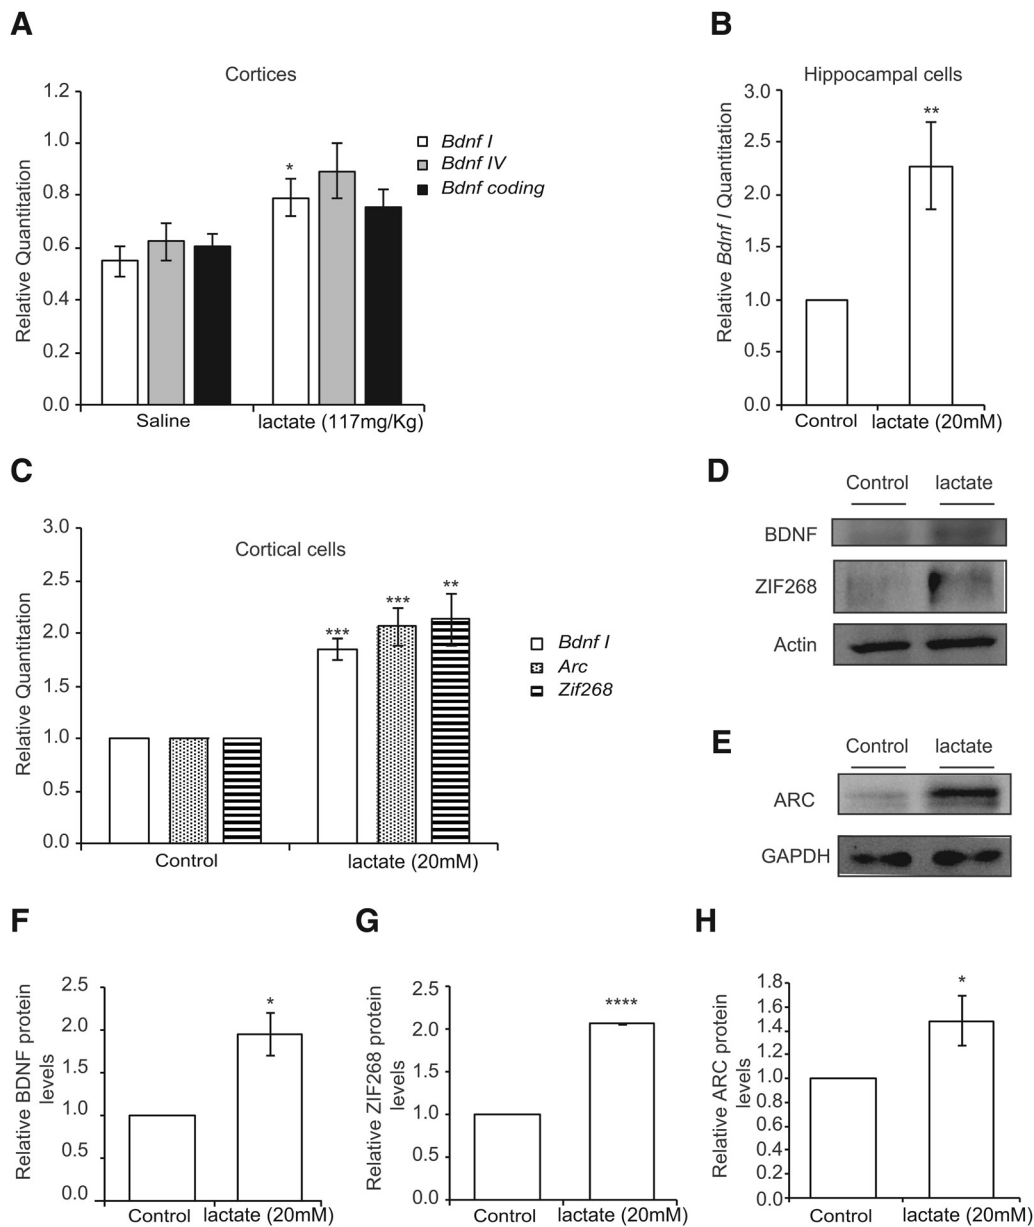 A
Cortices
Relative Quantitation
1.2
1.0
0.8
0.6
0.4
0.2
0.0
*
Bdnf I
Bdnf IV
Bdnf coding
Saline
lactate (117mg/Kg)
B
Hippocampal cells
Relative Bdnf I Quantitation
3.0
2.5
2.0
1.5
1.0
0.5
0.0
**
Control
lactate (20mM)
C
Cortical cells
Relative Quantitation
3.0
2.5
2.0
1.5
1.0
0.5
0.0
***
***
**
Bdnf I
Arc
Zif268
Control
lactate (20mM)
D
Control
lactate
BDNF
ZIF268
Actin
E
Control
lactate
ARC
GAPDH
F
Relative BDNF protein
levels
2.5
2.0
1.5
1.0
0.5
0.0
*
Control
lactate (20mM)
G
Relative ZIF268 protein
levels
2.5
2.0
1.5
1.0
0.5
0.0
****
Control
lactate (20mM)
H
Relative ARC protein
levels
1.8
1.6
1.4
1.2
1.0
0.8
0.6
0.4
0.2
0.0
*
Control
lactate (20mM)